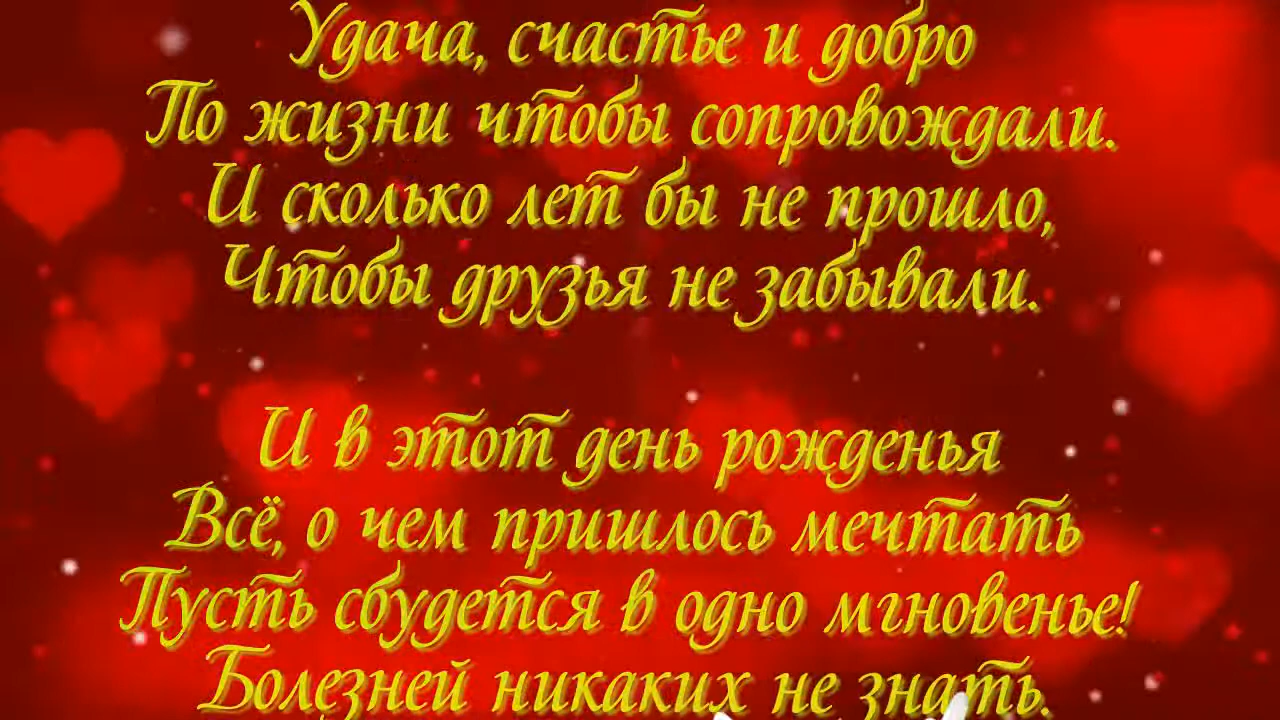 Удача, счастье и добро
По жизни чтобы сопровождали.
И сколько лет бы не прошло,
Чтобы друзья не забывали.
И в этот день рожденья
Всё, о чем пришлось мечтать
Пусть сбудется в одно мгновенье!
Болезней никаких не знать.